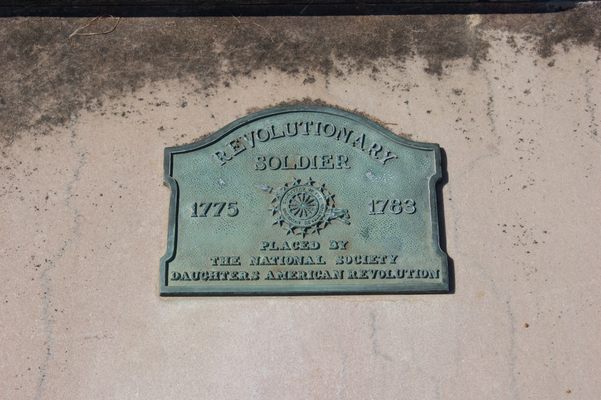 REVOLUTIONARY
SOLDIER
1775 1783
PLACED BY
THE NATIONAL SOCIETY
DAUGHTERS AMERICAN REVOLUTION